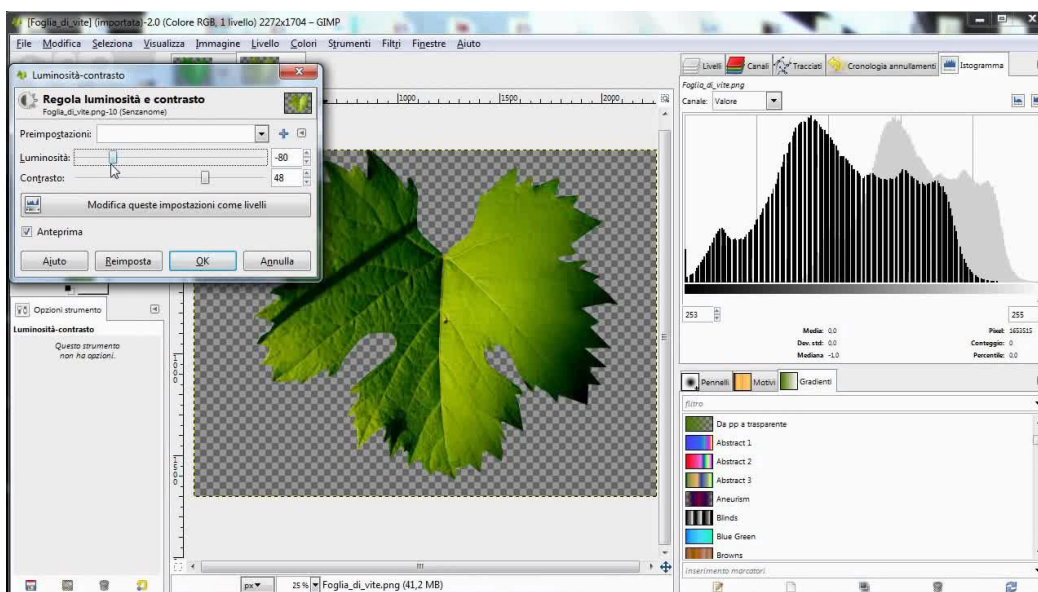 [Foglia_di_vite] (importata)-2.0 (Colore RGB, 1 livello) 2272x1704 – GIMP
File Modifica Seleziona Visualizza Immagine Livello Colori Strumenti Filtri Finestre Aiuto
Luminosità-contrasto
Regola luminosità e contrasto
Foglia_di_vite.png-10 (Senzanome)
Preimpostazioni:
Luminosità: -80
Contrasto: 48
Modifica queste impostazioni come livelli
Anteprima
Aiuto Reimposta OK Annulla
Opzioni strumento
Luminosità-contrasto
Questo strumento
non ha opzioni.
1000 1500 2000
1000
1500
px 25 % Foglia_di_vite.png (41,2 MB)
Livelli Canali Tracciati Cronologia annullamenti Istogramma
Foglia_di_vite.png
Canale: Valore
253 255
Media: 0,0 Pixel: 1653515
Dev. std: 0,0 Conteggio: 0
Mediana -1,0 Percentile: 0,0
Pennelli Motivi Gradienti
filtro
Da pp a trasparente
Abstract 1
Abstract 2
Abstract 3
Aneurism
Blinds
Blue Green
Browns
inserimento marcatori